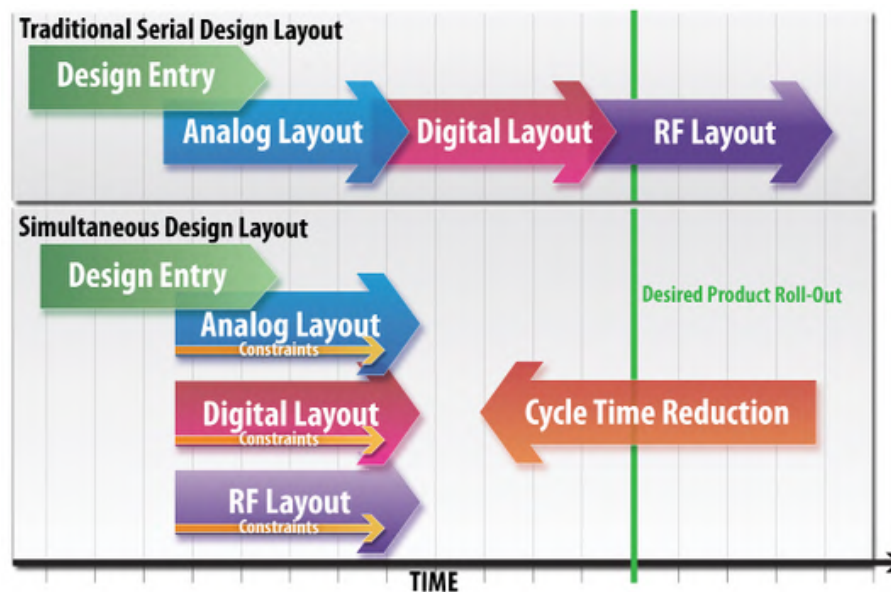 Traditional Serial Design Layout
Design Entry
Analog Layout
Digital Layout
RF Layout
Simultaneous Design Layout
Design Entry
Desired Product Roll-Out
Analog Layout
Constraints
Digital Layout
Constraints
Cycle Time Reduction
RF Layout
Constraints
TIME